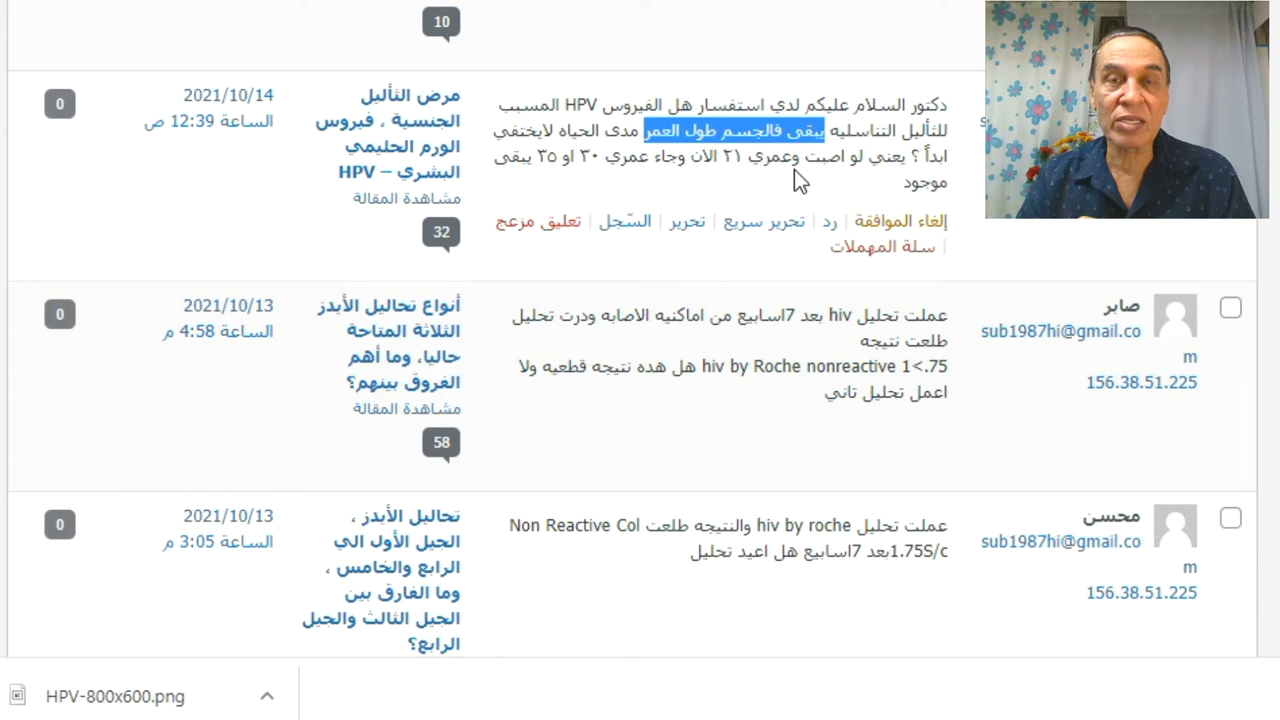 10
دكتور السلام عليكم لدي استفسار هل الفيروس HPV المسبب
للثأليل التناسليه يبقى فالجسم طول العمر مدى الحياه لايختفي
ابداً ؟ يعني لو اصبت وعمري ٢١ الان وجاء عمري ٣٠ او ٣٥ يبقى
موجود
إلغاء الموافقة | رد | تحرير سريع | تحرير | السّجل | تعليق مزعج
| سلة المهملات
مرض الثأليل
الجنسية ، فيروس
الورم الحليمي
البشري – HPV
مشاهدة المقالة
32
2021/10/14
الساعة 12:39 ص
0
صابر
sub1987hi@gmail.co
m
156.38.51.225
عملت تحليل hiv بعد 7اسابيع من اماكنيه الاصابه ودرت تحليل
طلعت نتيجه
hiv by Roche nonreactive 1<.75 هل هده نتيجه قطعيه ولا
اعمل تحليل تاني
أنواع تحاليل الأيدز
الثلاثة المتاحة
حاليا، وما أهم
الفروق بينهم؟
مشاهدة المقالة
58
2021/10/13
الساعة 4:58 م
0
محسن
sub1987hi@gmail.co
m
156.38.51.225
عملت تحليل hiv by roche والنتيجه طلعت Non Reactive Col
1.75S/cبعد 7اسابيع هل اعيد تحليل
تحاليل الأيدز ،
الجيل الأول الي
الرابع والخامس ،
وما الفارق بين
الجيل الثالث والجيل
الرابع؟
2021/10/13
الساعة 3:05 م
0
HPV-800x600.png